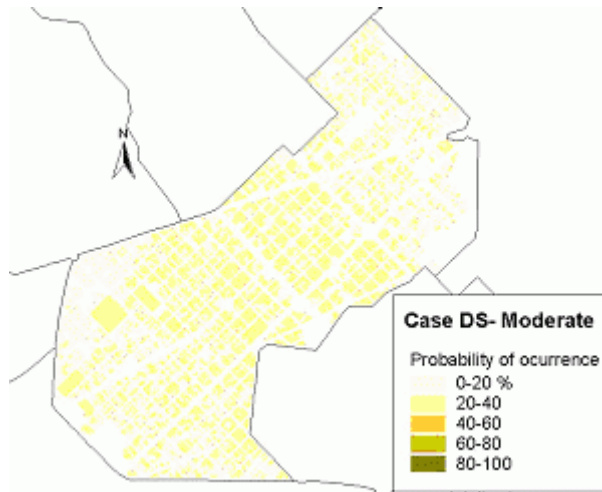 N
Case DS- Moderate
Probability of ocurrence
0-20 %
20-40
40-60
60-80
80-100